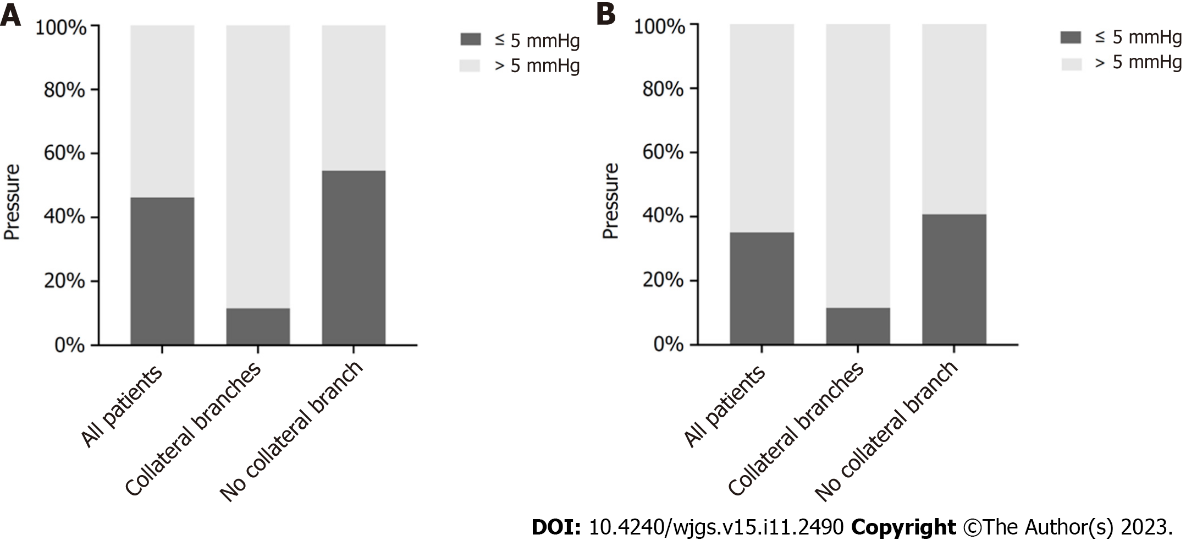 A
Pressure
100%
80%
60%
40%
20%
0%
≤ 5 mmHg
> 5 mmHg
All patients
Collateral branches
No collateral branch
B
Pressure
100%
80%
60%
40%
20%
0%
≤ 5 mmHg
> 5 mmHg
All patients
Collateral branches
No collateral branch
DOI: 10.4240/wjgs.v15.i11.2490 Copyright ©The Author(s) 2023.